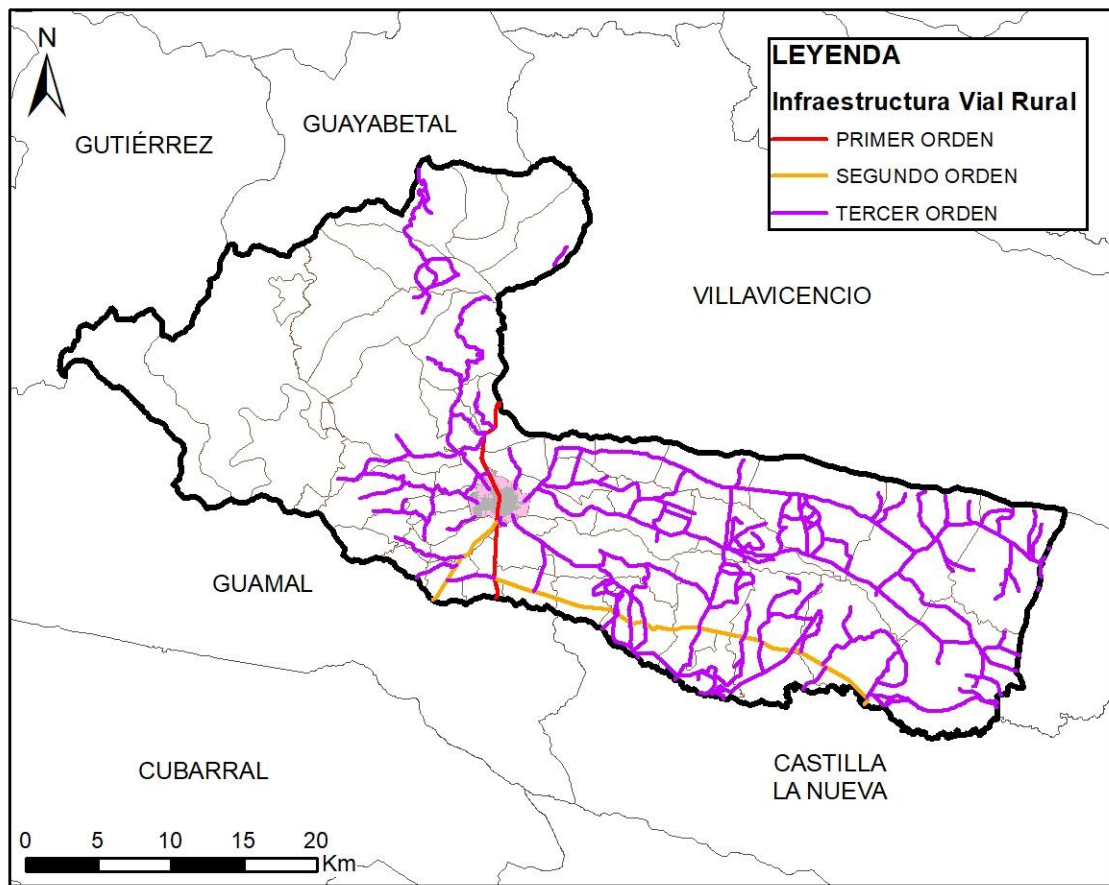 N
GUTIÉRREZ
GUAYABETAL
LEYENDA
Infraestructura Vial Rural
PRIMER ORDEN
SEGUNDO ORDEN
TERCER ORDEN
VILLAVICENCIO
GUAMAL
CUBARRAL
CASTILLA
LA NUEVA
0 5 10 15 20
Km